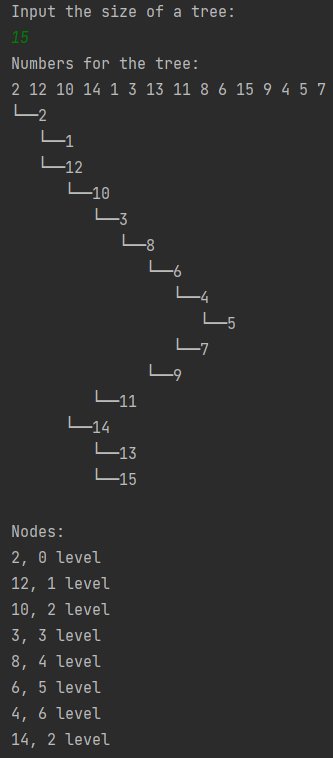 Input the size of a tree:
15
Numbers for the tree:
2 12 10 14 1 3 13 11 8 6 15 9 4 5 7
└──2
   └──1
   └──12
      └──10
         └──3
            └──8
               └──6
                  └──4
                     └──5
                  └──7
               └──9
         └──11
      └──14
         └──13
         └──15

Nodes:
2, 0 level
12, 1 level
10, 2 level
3, 3 level
8, 4 level
6, 5 level
4, 6 level
14, 2 level